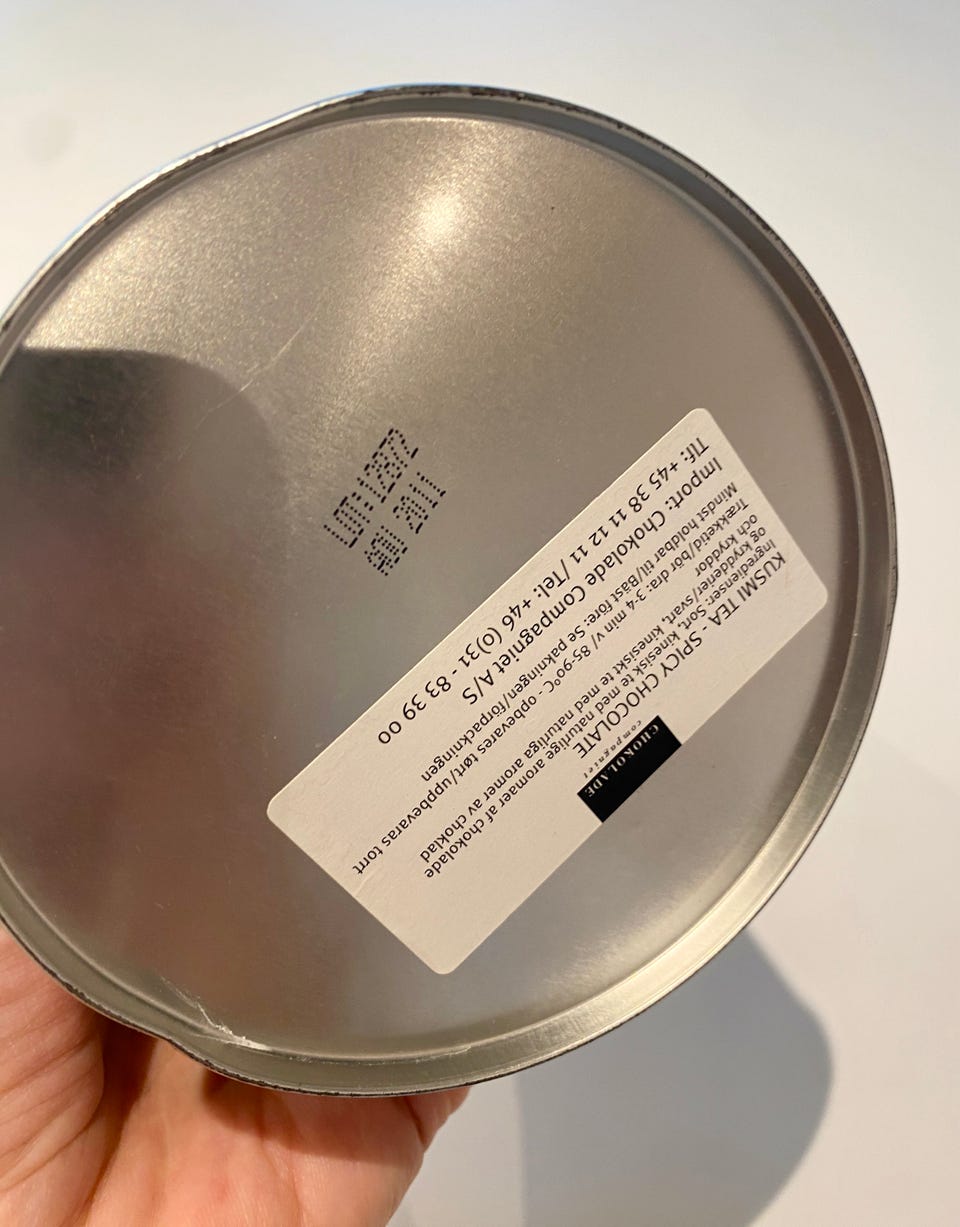 CHOKOLADE
compagniet
KUSMI TEA - SPICY CHOCOLATE
Ingredienser: Sort, kinesisk te med naturlige aromaer af chokolade
og krydderier/svart, kinesiskt te med naturliga aromer av choklad
och kryddor
Trækketid/bör dra: 3-4 min v/ 85-90°C - opbevares tørt/uppbevaras torrt
Mindst holdbar til/Bäst före: Se pakningen/förpackningen
Import: Chokolade Compagniet A/S
Tlf: +45 38 11 12 11 / Tel: +46 (0)31 - 83 39 00